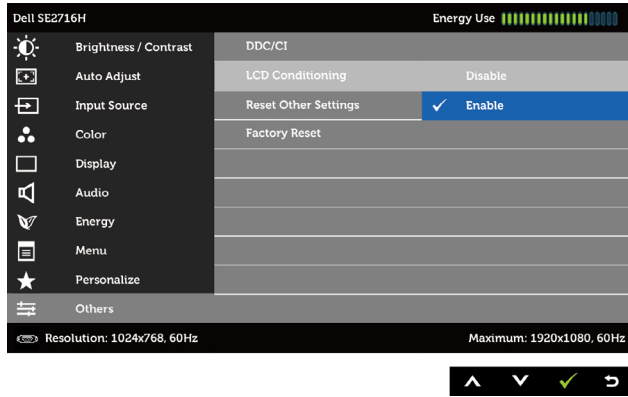 Dell SE2716H Energy Use
Brightness / Contrast DDC/CI
Auto Adjust LCD Conditioning Disable
Input Source Reset Other Settings Enable
Color Factory Reset
Display
Audio
Energy
Menu
Personalize
Others
Resolution: 1024x768, 60Hz Maximum: 1920x1080, 60Hz